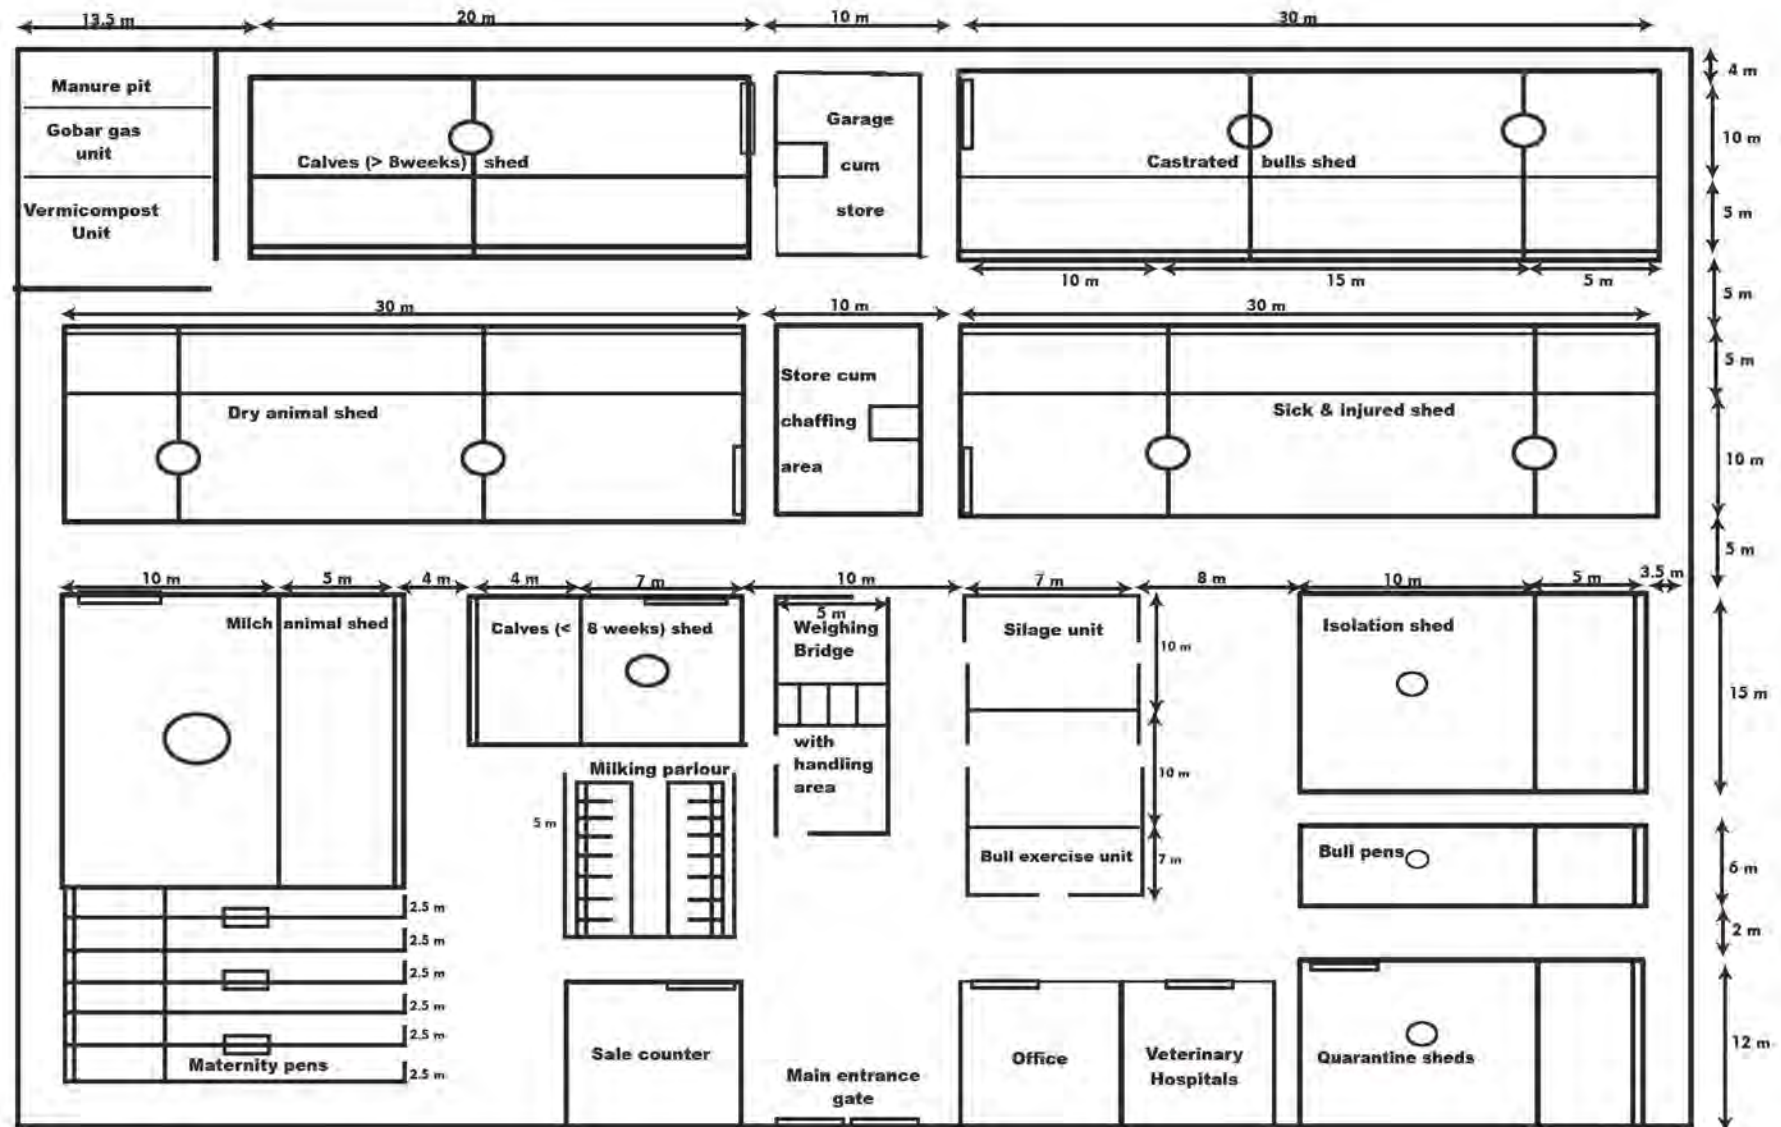 13.5 m
20 m
10 m
30 m
4 m
Manure pit
Gobar gas
unit
Vermicompost
Unit
Calves (> 8weeks) shed
Garage
cum
store
Castrated bulls shed
10 m
5 m
10 m
15 m
5 m
5 m
30 m
10 m
30 m
Dry animal shed
Store cum
chaffing
area
Sick & injured shed
5 m
10 m
5 m
10 m
5 m
4 m
4 m
7 m
10 m
7 m
8 m
10 m
5 m
3.5 m
Milch animal shed
Calves (< 8 weeks) shed
5 m
Weighing
Bridge
with
handling
area
Silage unit
10 m
10 m
Isolation shed
15 m
Milking parlour
5 m
Bull exercise unit
7 m
Bull pens
6 m
2 m
2.5 m
2.5 m
2.5 m
2.5 m
2.5 m
2.5 m
Maternity pens
Sale counter
Main entrance
gate
Office
Veterinary
Hospitals
Quarantine sheds
12 m